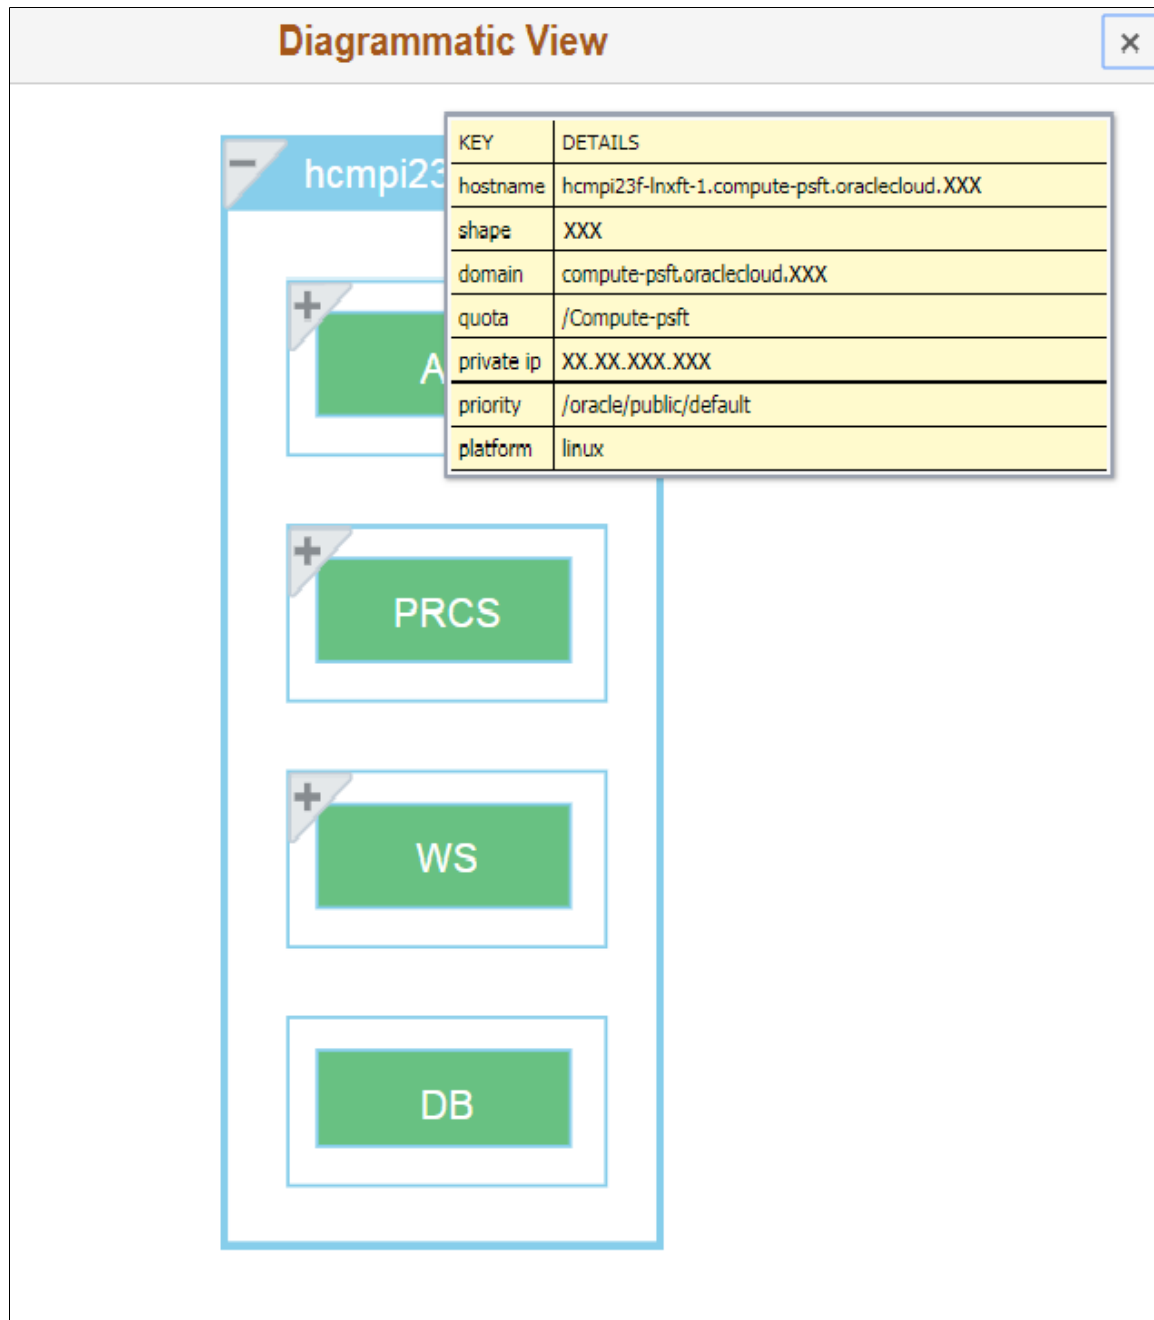 Diagrammatic View
×
hcmpi23
KEY DETAILS
hostname hcmpi23f-lnxft-1.compute-psft.oraclecloud.XXX
shape XXX
domain compute-psft.oraclecloud.XXX
quota /Compute-psft
private ip XX.XX.XXX.XXX
priority /oracle/public/default
platform linux
A
PRCS
WS
DB